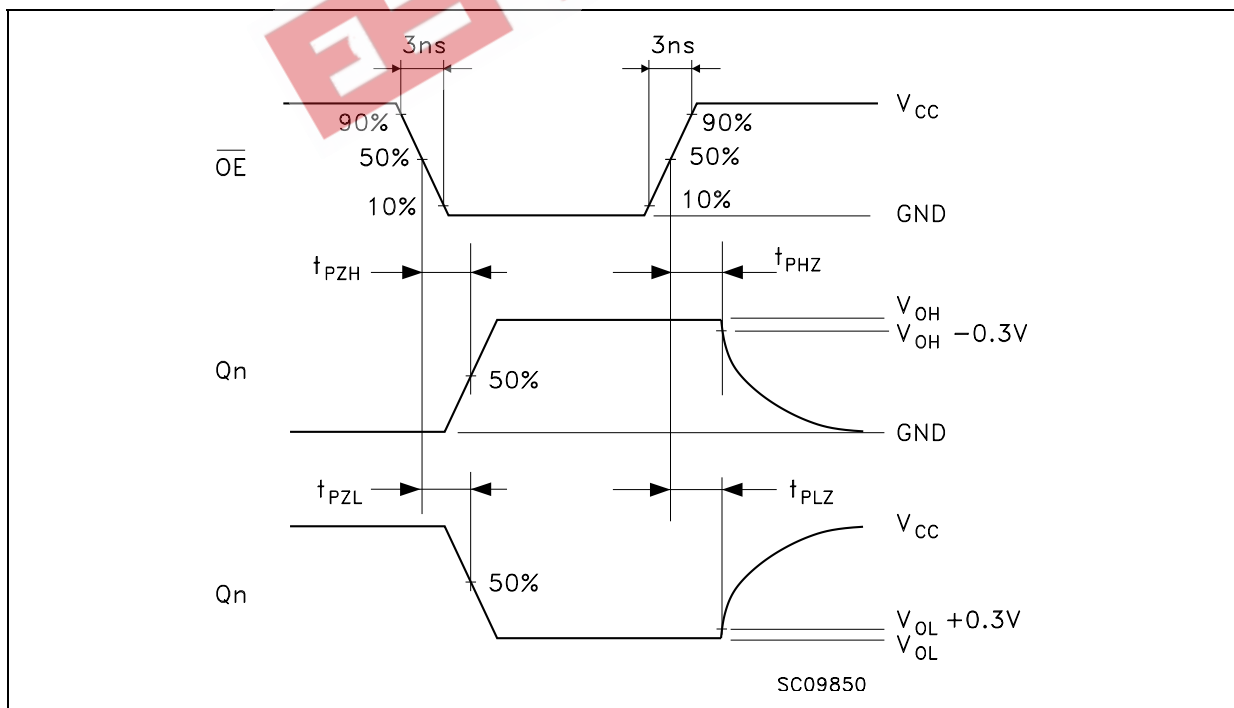 3ns 3ns
90% 90% V_CC
O̅E̅ 50% 50%
10% 10% GND
t_PZH t_PHZ
V_OH
V_OH −0.3V
Qn 50%
GND
t_PZL t_PLZ
V_CC
Qn 50%
V_OL +0.3V
V_OL
SC09850